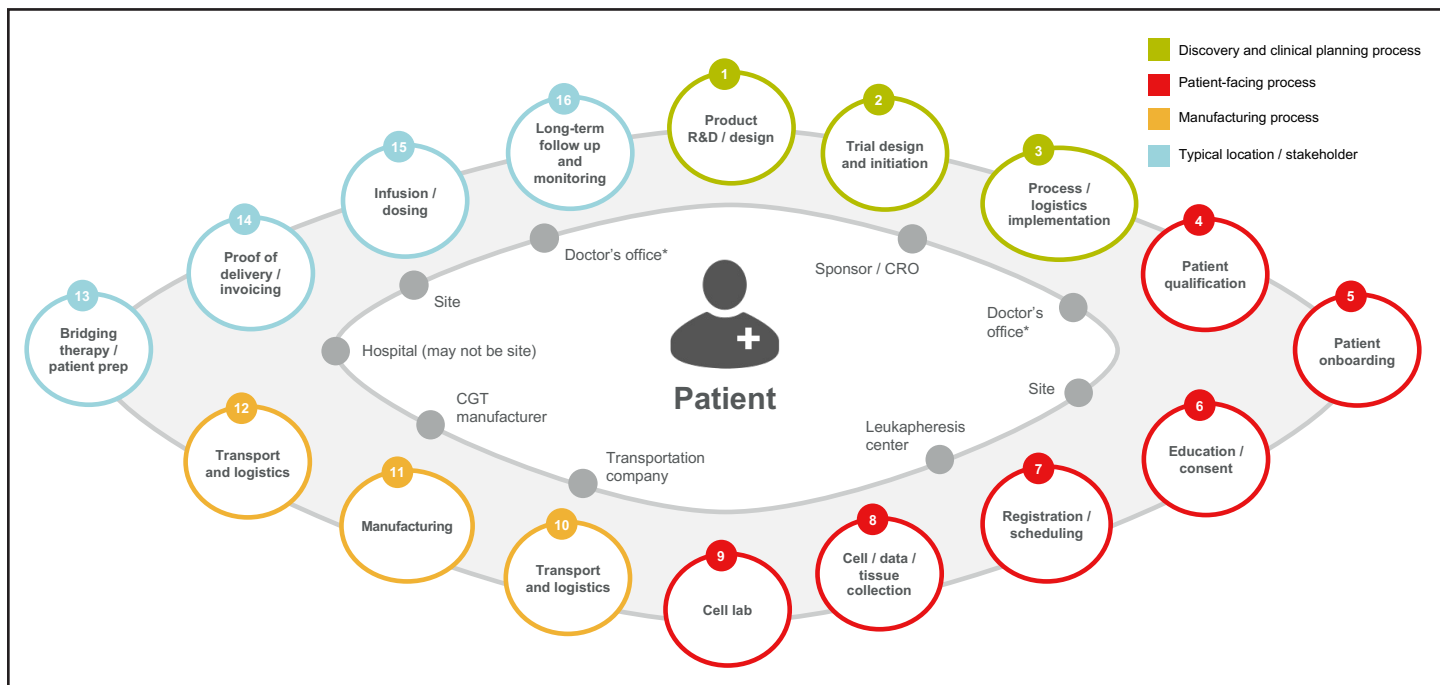 Discovery and clinical planning process
Patient-facing process
Manufacturing process
Typical location / stakeholder
1
Product
R&D / design
2
Trial design
and initiation
3
Process /
logistics
implementation
4
Patient
qualification
5
Patient
onboarding
6
Education /
consent
7
Registration /
scheduling
8
Cell / data /
tissue
collection
9
Cell lab
10
Transport
and logistics
11
Manufacturing
12
Transport
and logistics
13
Bridging
therapy /
patient prep
14
Proof of
delivery /
invoicing
15
Infusion /
dosing
16
Long-term
follow up
and
monitoring
Doctor's office*
Sponsor / CRO
Site
Doctor's
office*
Hospital (may not be site)
Site
CGT
manufacturer
Leukapheresis
center
Transportation
company
Patient